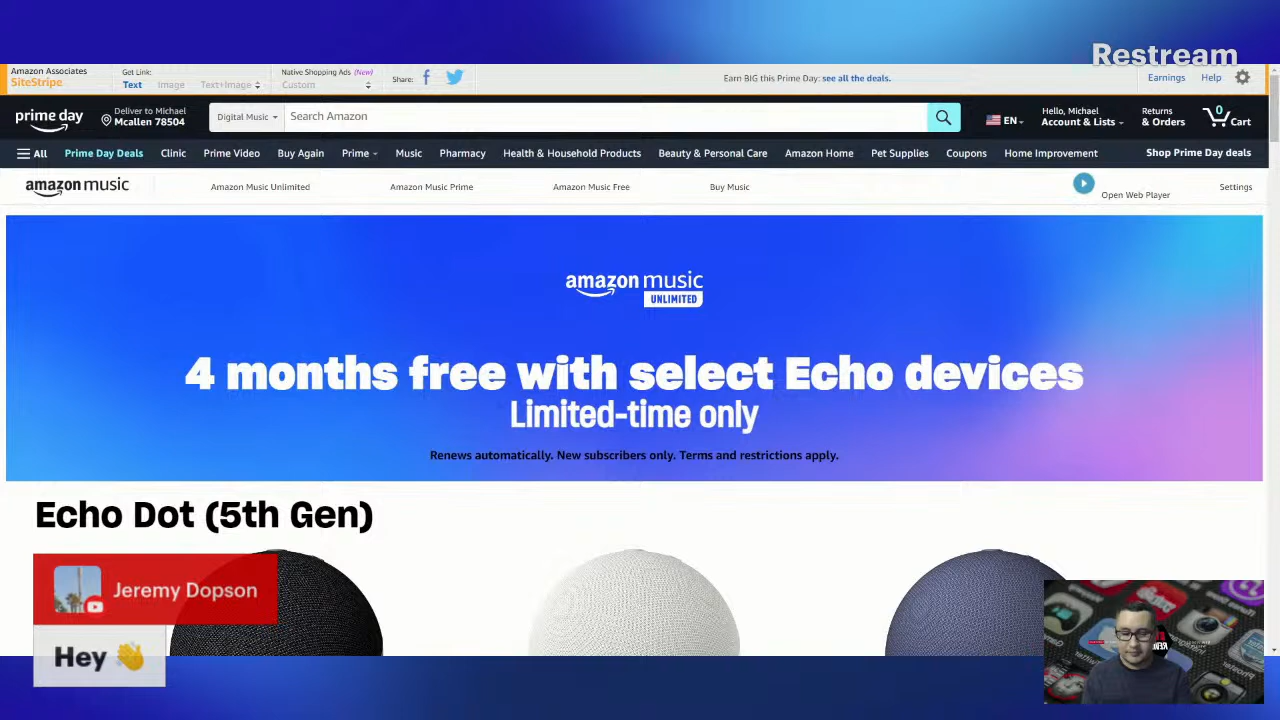 Restream
Amazon Associates
SiteStripe
Get Link:
Text Image Text+Image
Native Shopping Ads (New)
Custom
Share:
Earn BIG this Prime Day: see all the deals.
Earnings Help
prime day
Deliver to Michael
Mcallen 78504
Digital Music
Search Amazon
EN
Hello, Michael
Account & Lists
Returns
& Orders
0
Cart
All Prime Day Deals Clinic Prime Video Buy Again Prime Music Pharmacy Health & Household Products Beauty & Personal Care Amazon Home Pet Supplies Coupons Home Improvement Shop Prime Day deals
amazon music Amazon Music Unlimited Amazon Music Prime Amazon Music Free Buy Music Open Web Player Settings
amazon music
UNLIMITED
4 months free with select Echo devices
Limited-time only
Renews automatically. New subscribers only. Terms and restrictions apply.
Echo Dot (5th Gen)
Jeremy Dopson
Hey 👋